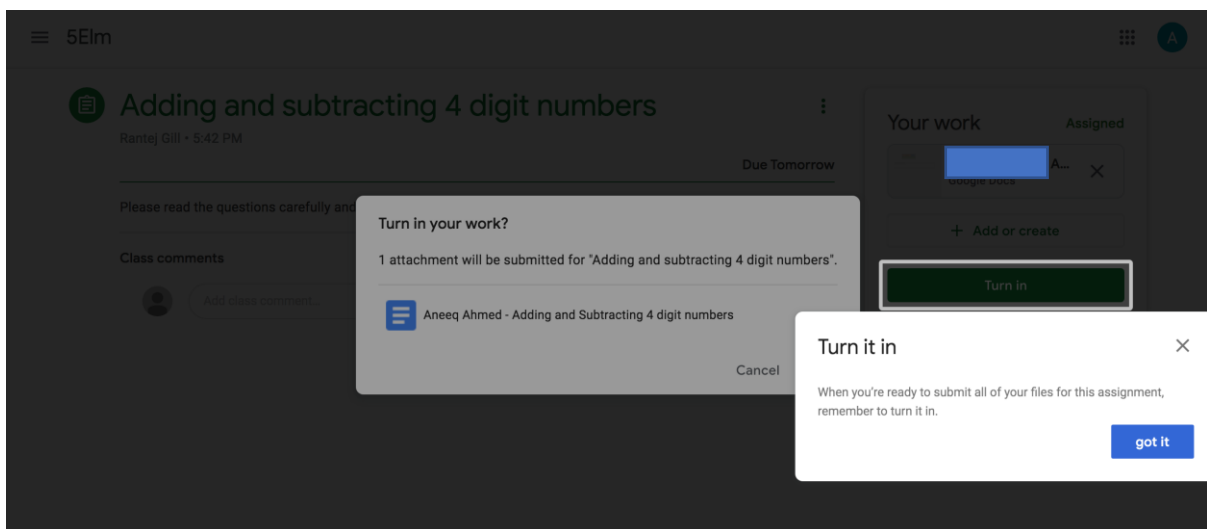 5Elm
A
Adding and subtracting 4 digit numbers
Rantej Gill • 5:42 PM
Due Tomorrow
Please read the questions carefully and
Class comments
Add class comment...
Your work
Assigned
A...
Google Docs
+ Add or create
Turn in
Turn in your work?
1 attachment will be submitted for "Adding and subtracting 4 digit numbers".
Aneeq Ahmed - Adding and Subtracting 4 digit numbers
Cancel
Turn it in
When you're ready to submit all of your files for this assignment,
remember to turn it in.
got it